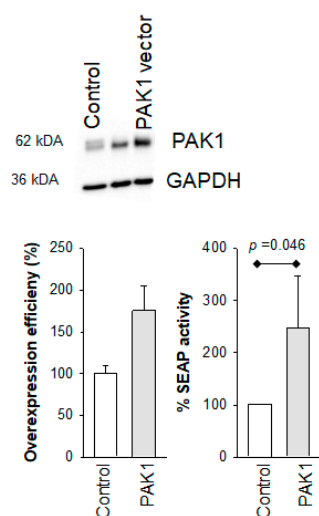 Control
PAK1 vector
62 kDA
PAK1
36 kDA
GAPDH
Overexpression efficieny (%)
250
200
150
100
50
0
Control
PAK1
% SEAP activity
400
300
200
100
0
p =0.046
Control
PAK1